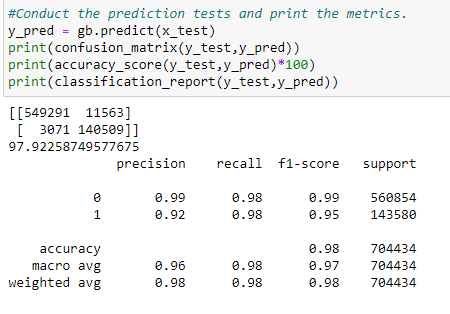 #Conduct the prediction tests and print the metrics.
y_pred = gb.predict(x_test)
print(confusion_matrix(y_test,y_pred))
print(accuracy_score(y_test,y_pred)*100)
print(classification_report(y_test,y_pred))
[[549291  11563]
 [  3071 140509]]
97.92258749577675
              precision    recall  f1-score   support
           0       0.99      0.98      0.99    560854
           1       0.92      0.98      0.95    143580
    accuracy                           0.98    704434
   macro avg       0.96      0.98      0.97    704434
weighted avg       0.98      0.98      0.98    704434